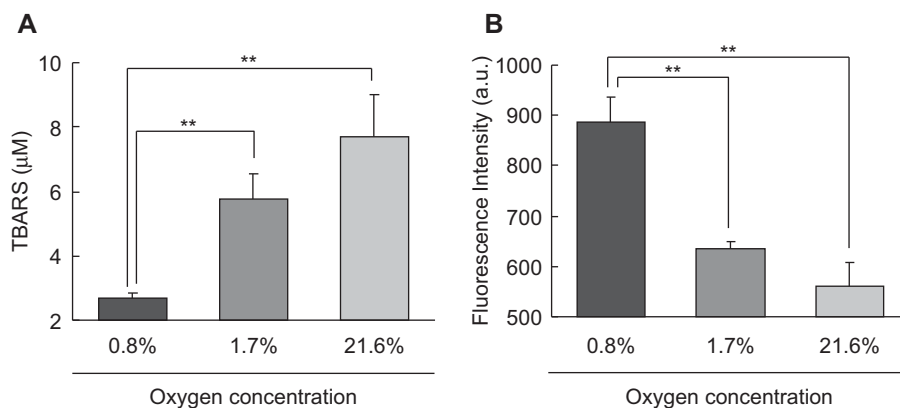 A
TBARS (μM)
10
8
6
4
2
**
**
0.8% 1.7% 21.6%
Oxygen concentration
B
Fluorescence Intensity (a.u.)
1000
900
800
700
600
500
**
**
0.8% 1.7% 21.6%
Oxygen concentration